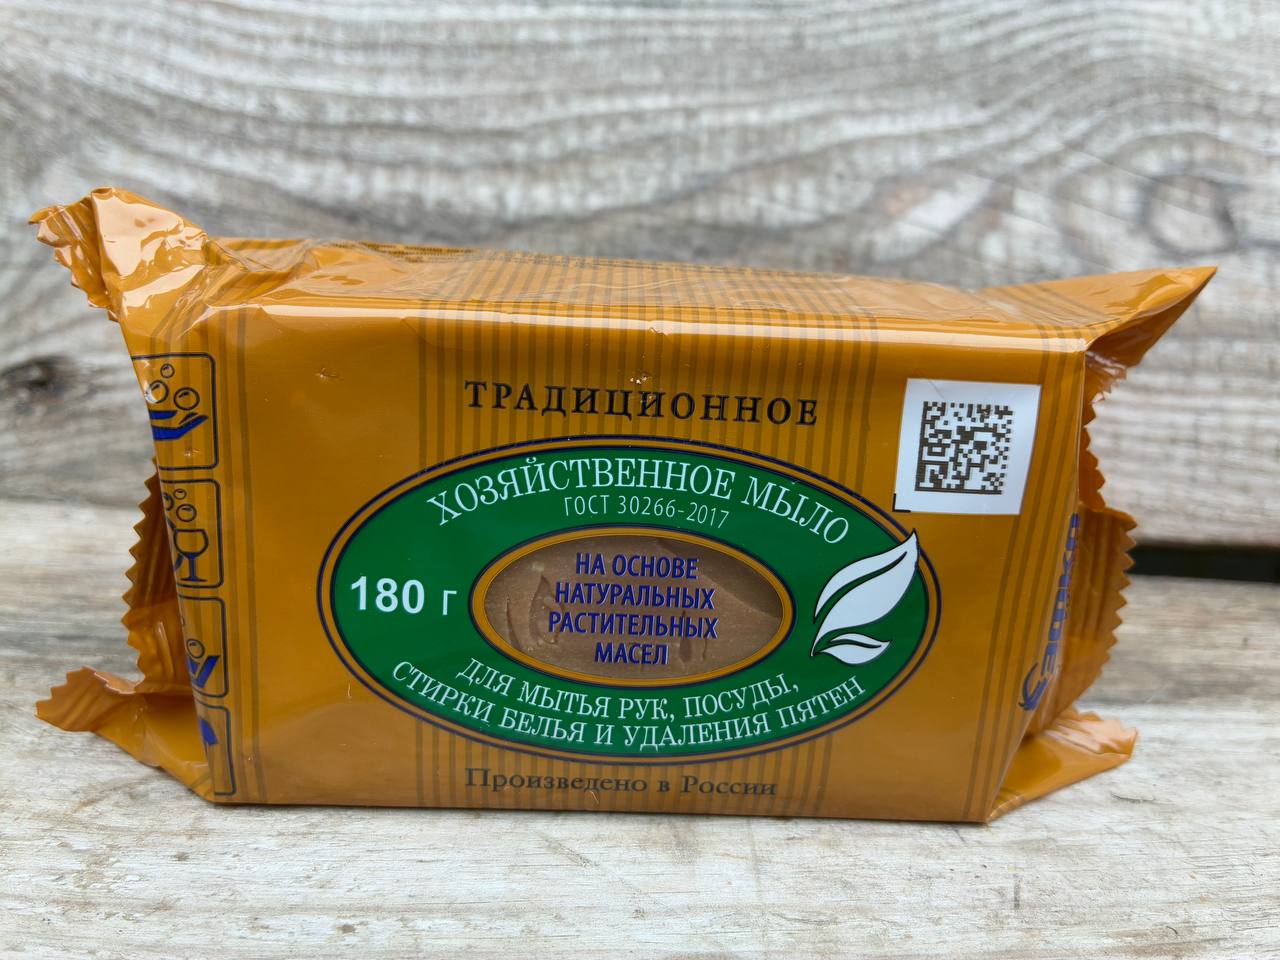 ТРАДИЦИОННОЕ
ХОЗЯЙСТВЕННОЕ МЫЛО
ГОСТ 30266-2017
180 г
НА ОСНОВЕ
НАТУРАЛЬНЫХ
РАСТИТЕЛЬНЫХ
МАСЕЛ
ДЛЯ МЫТЬЯ РУК, ПОСУДЫ,
СТИРКИ БЕЛЬЯ И УДАЛЕНИЯ ПЯТЕН
Произведено в России